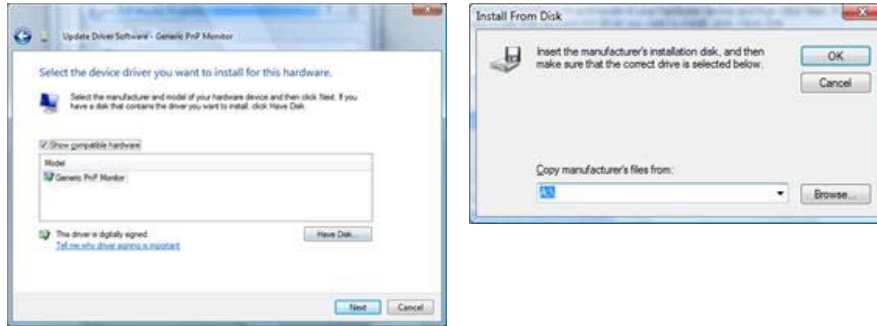 Update Driver Software - Generic PnP Monitor
Select the device driver you want to install for this hardware.
Select the manufacturer and model of your hardware device and then click Next. If you
have a disk that contains the driver you want to install, click Have Disk.
Show compatible hardware
Model
Generic PnP Monitor
This driver is digitally signed.
Tell me why driver signing is important
Have Disk...
Next
Cancel
Install From Disk
Insert the manufacturer's installation disk, and then
make sure that the correct drive is selected below.
OK
Cancel
Copy manufacturer's files from:
A:\
Browse...